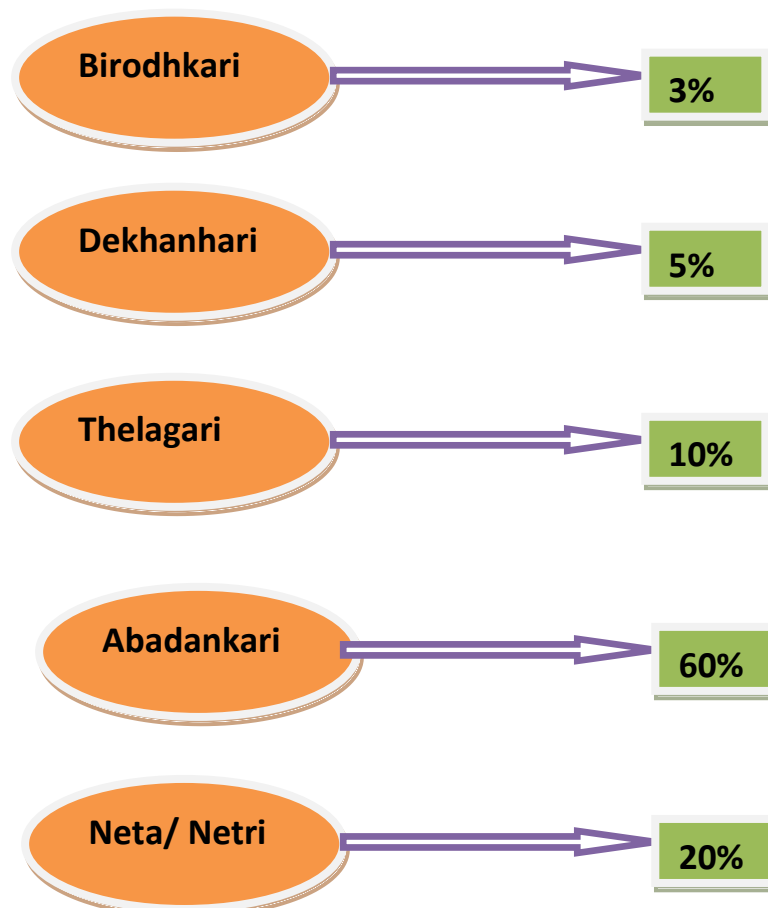 Birodhkari
3%
Dekhanhari
5%
Thelagari
10%
Abadankari
60%
Neta/ Netri
20%